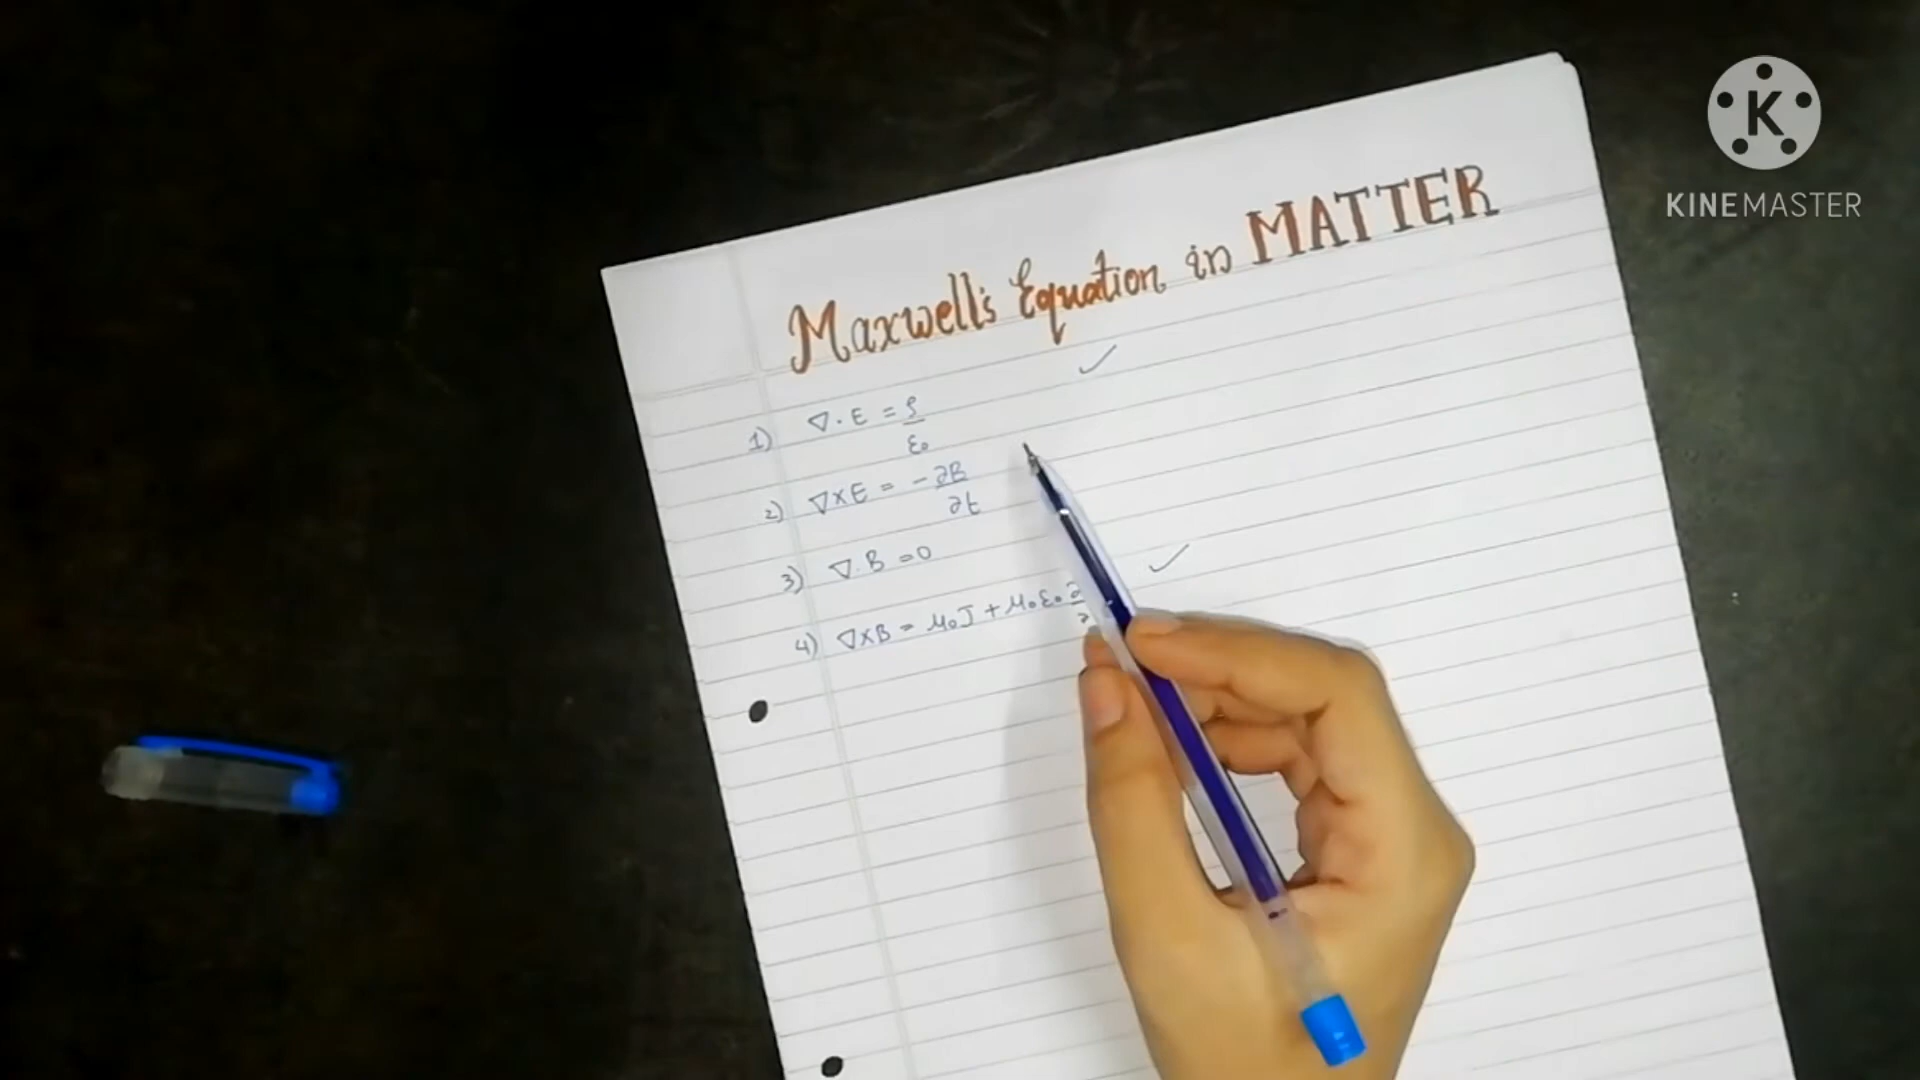 Maxwell's Equation in MATTER
1) ∇.E = ρ/ε₀
2) ∇xE = -∂B/∂t
3) ∇.B = 0
4) ∇xB = μ₀J + μ₀ε₀ ∂
K
KINEMASTER